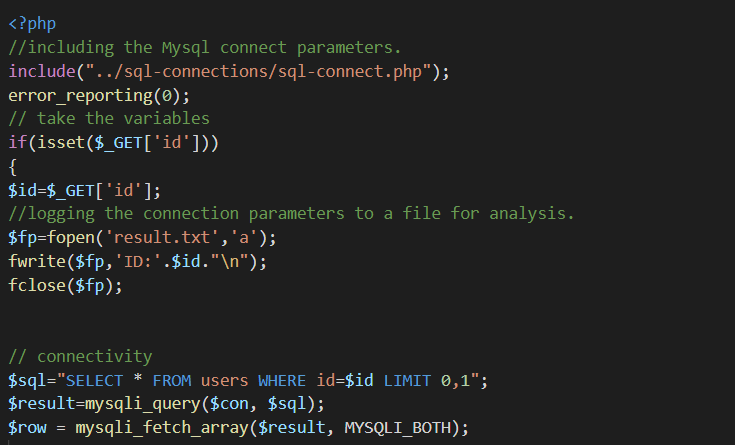 <?php
//including the Mysql connect parameters.
include("../sql-connections/sql-connect.php");
error_reporting(0);
// take the variables
if(isset($_GET['id']))
{
$id=$_GET['id'];
//logging the connection parameters to a file for analysis.
$fp=fopen('result.txt','a');
fwrite($fp,'ID:'.$id."\n");
fclose($fp);
// connectivity
$sql="SELECT * FROM users WHERE id=$id LIMIT 0,1";
$result=mysqli_query($con, $sql);
$row = mysqli_fetch_array($result, MYSQLI_BOTH);